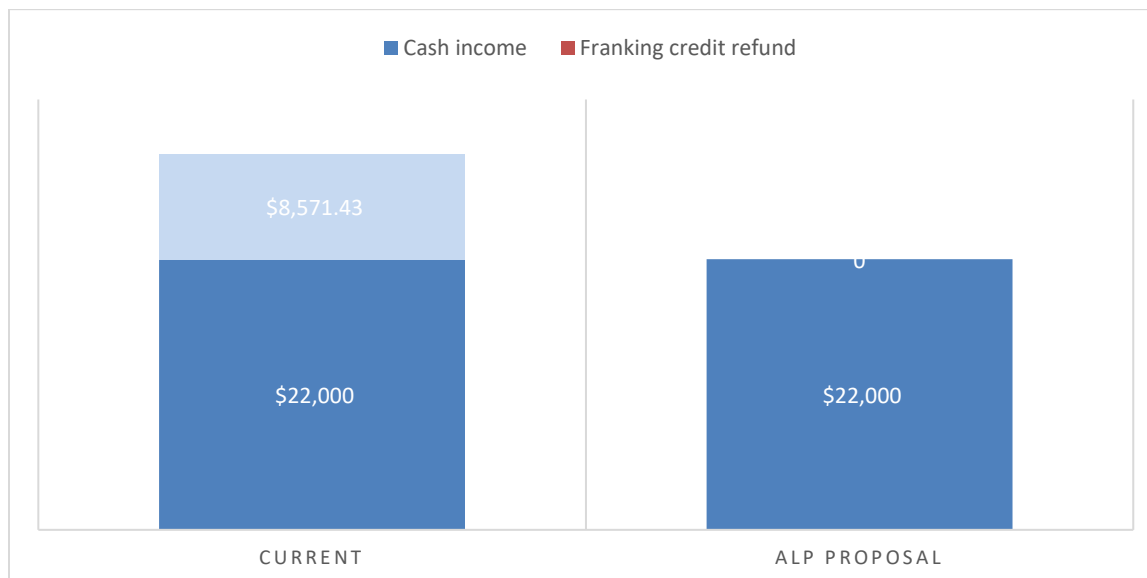 Cash income Franking credit refund
$8,571.43
0
$22,000 $22,000
CURRENT ALP PROPOSAL